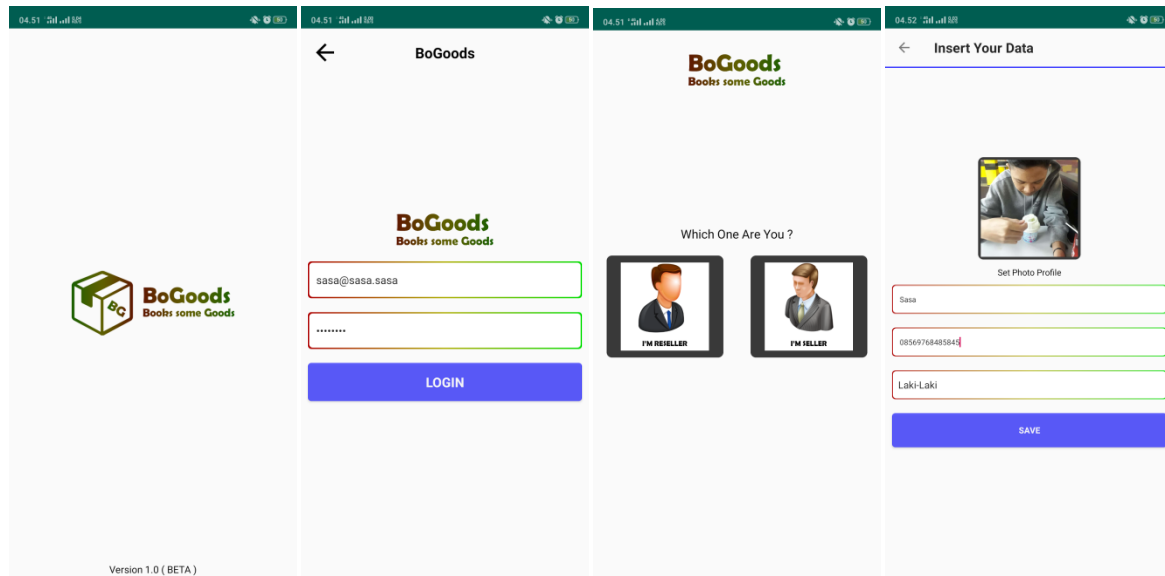 04.51
BG
BoGoods
Books some Goods
Version 1.0 ( BETA )
04.51
BoGoods
BoGoods
Books some Goods
sasa@sasa.sasa
••••••••
LOGIN
04.51
BoGoods
Books some Goods
Which One Are You ?
I'M RESELLER
I'M SELLER
04.52
Insert Your Data
Set Photo Profile
Sasa
08569768485845
Laki-Laki
SAVE